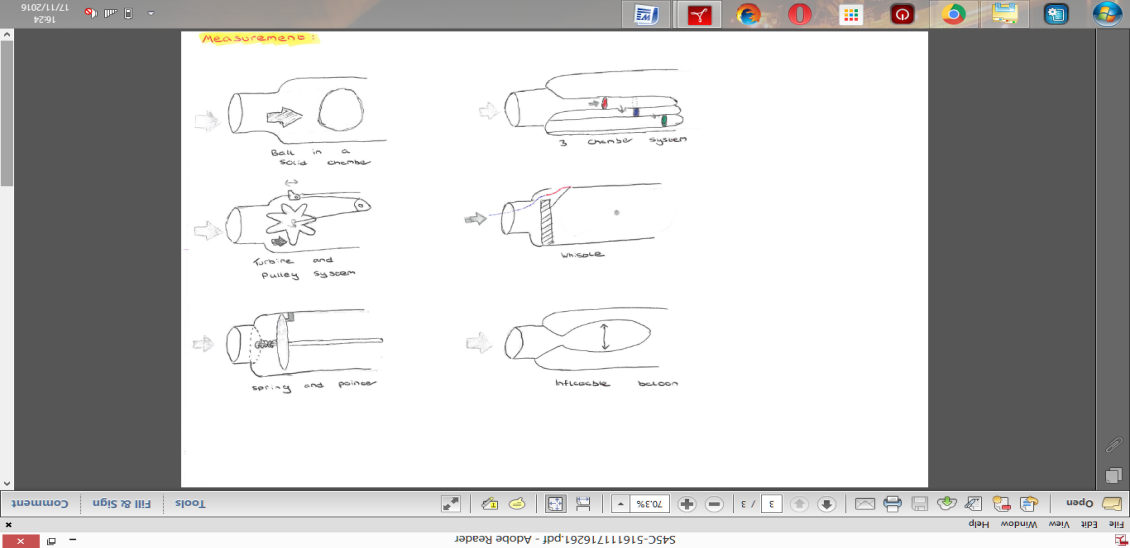 S45C-516111716261.pdf - Adobe Reader
File Edit View Window Help
Open 3 / 3 70.3% Tools Fill & Sign Comment
Measurement:
Ball in a
Solid chamber
3 chamber system
Turbine and
Pulley system
Whistle
spring and pointer
Inflatable baloon
16:24
17/11/2016